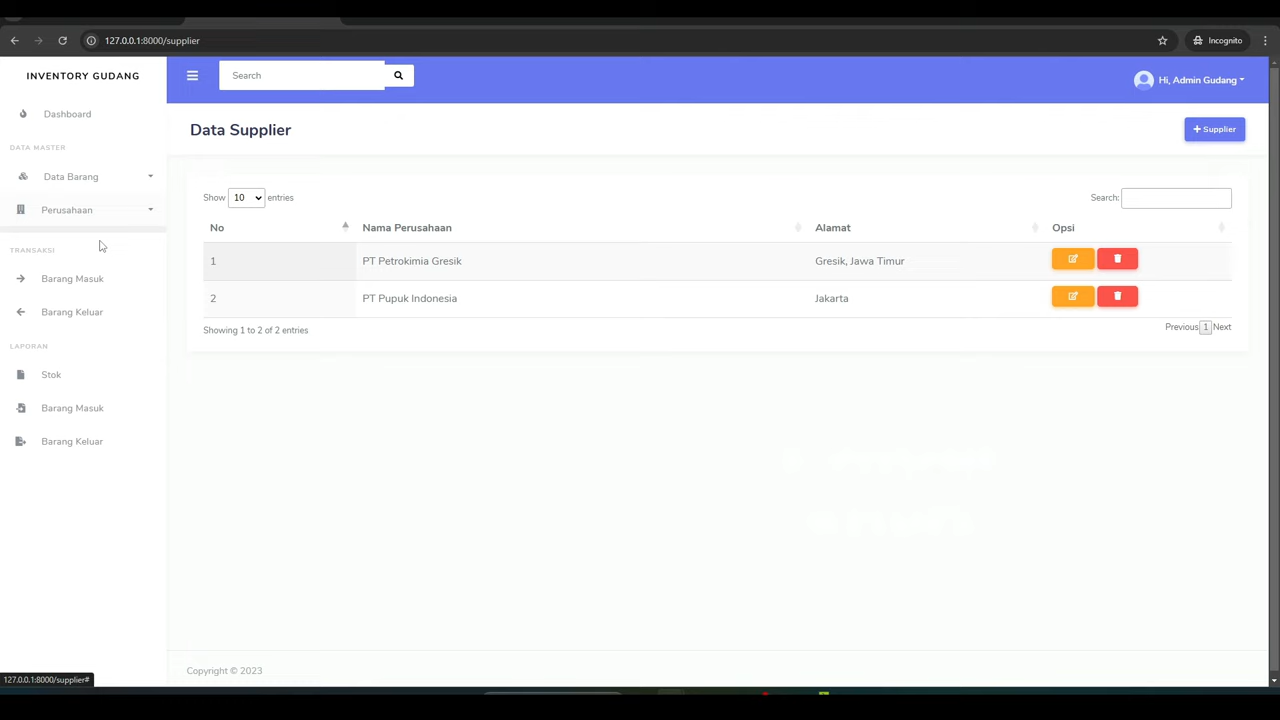 127.0.0.1:8000/supplier
Incognito
INVENTORY GUDANG
Search
Hi, Admin Gudang
Dashboard
DATA MASTER
Data Barang
Perusahaan
TRANSAKSI
Barang Masuk
Barang Keluar
LAPORAN
Stok
Barang Masuk
Barang Keluar
Data Supplier
+ Supplier
Show 10 entries
Search:
No Nama Perusahaan Alamat Opsi
1 PT Petrokimia Gresik Gresik, Jawa Timur
2 PT Pupuk Indonesia Jakarta
Showing 1 to 2 of 2 entries
Previous 1 Next
Copyright © 2023
127.0.0.1:8000/supplier#